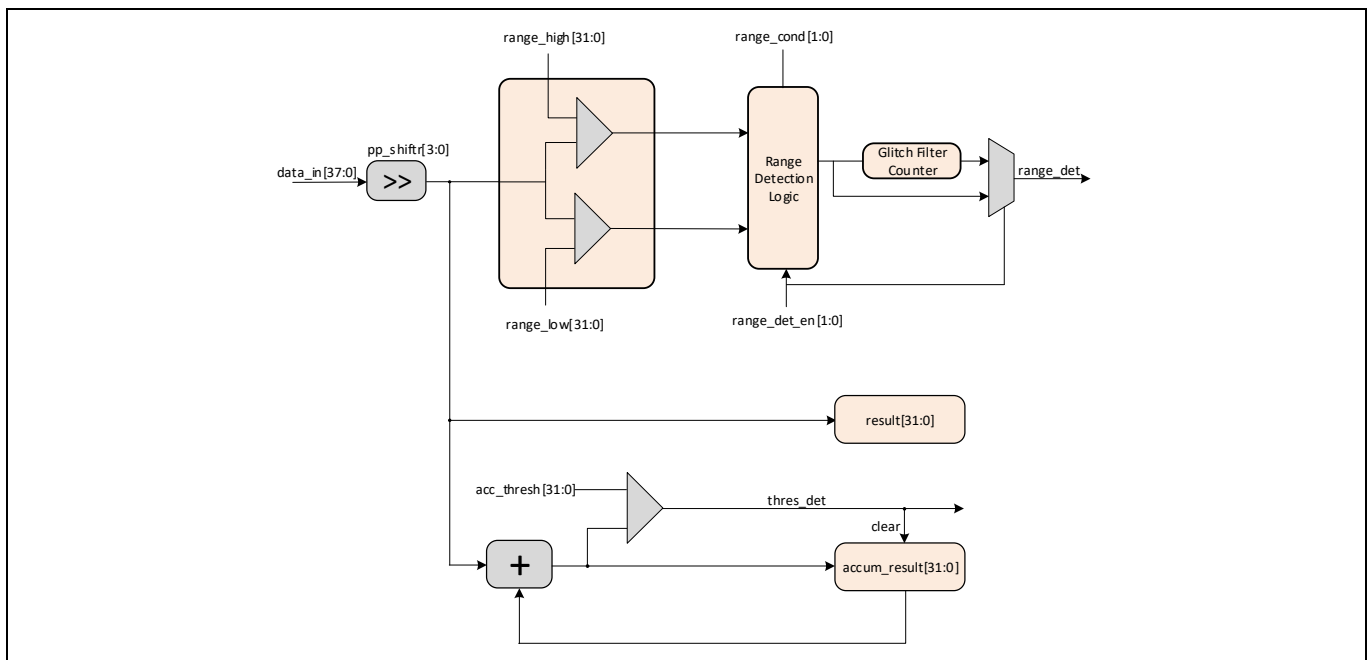 range_high[31:0]
range_cond[1:0]
pp_shiftr[3:0]
data_in[37:0]
>>
Range
Detection
Logic
Glitch Filter
Counter
range_det
range_low[31:0]
range_det_en[1:0]
result[31:0]
acc_thresh[31:0]
thres_det
clear
+
accum_result[31:0]